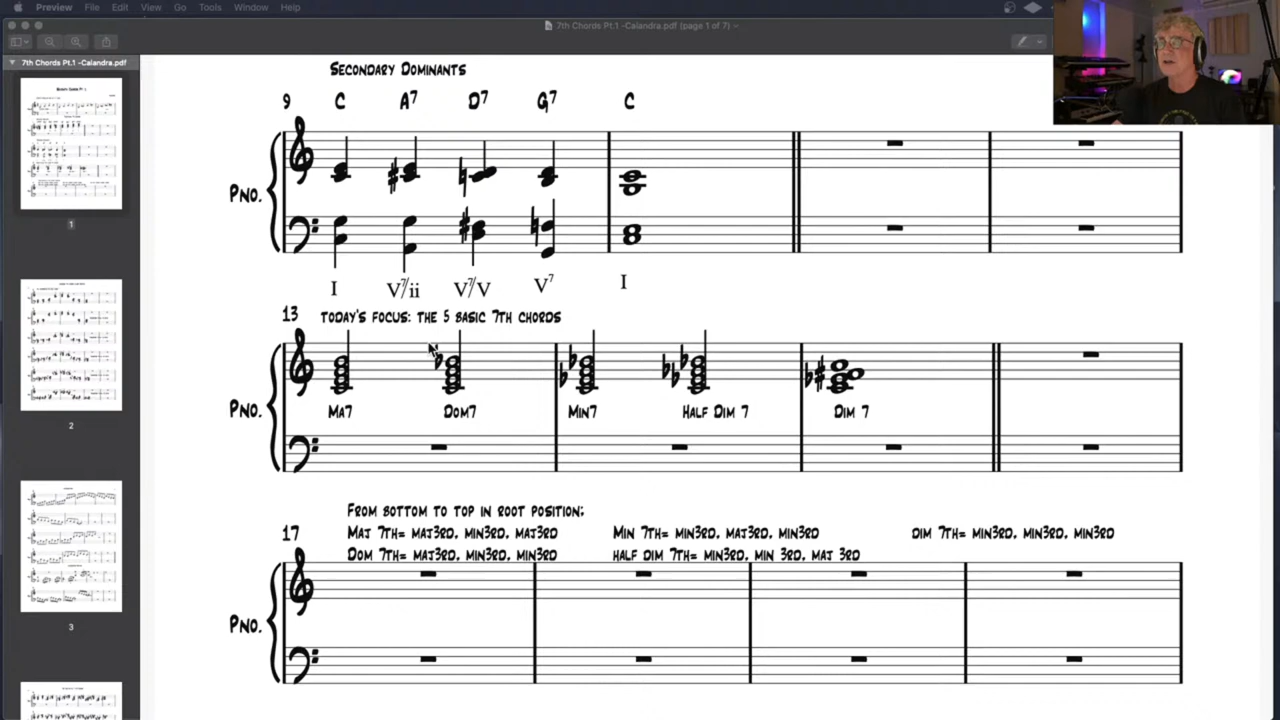 Preview File Edit View Go Tools Window Help
7th Chords Pt.1 -Calandra.pdf (page 1 of 7)
7th Chords Pt.1 -Calandra.pdf
1
2
3
SECONDARY DOMINANTS
9 C A7 D7 G7 C
PNO.
I V7/ii V7/V V7 I
13 TODAY'S FOCUS: THE 5 BASIC 7TH CHORDS
PNO.
MA7 DOM7 MIN7 HALF DIM 7 DIM 7
FROM BOTTOM TO TOP IN ROOT POSITION;
17 MAJ 7TH= MAJ3RD, MIN3RD, MAJ3RD MIN 7TH= MIN3RD, MAJ3RD, MIN3RD DIM 7TH= MIN3RD, MIN3RD, MIN3RD
DOM 7TH= MAJ3RD, MIN3RD, MIN3RD HALF DIM 7TH= MIN3RD, MIN 3RD, MAJ 3RD
PNO.